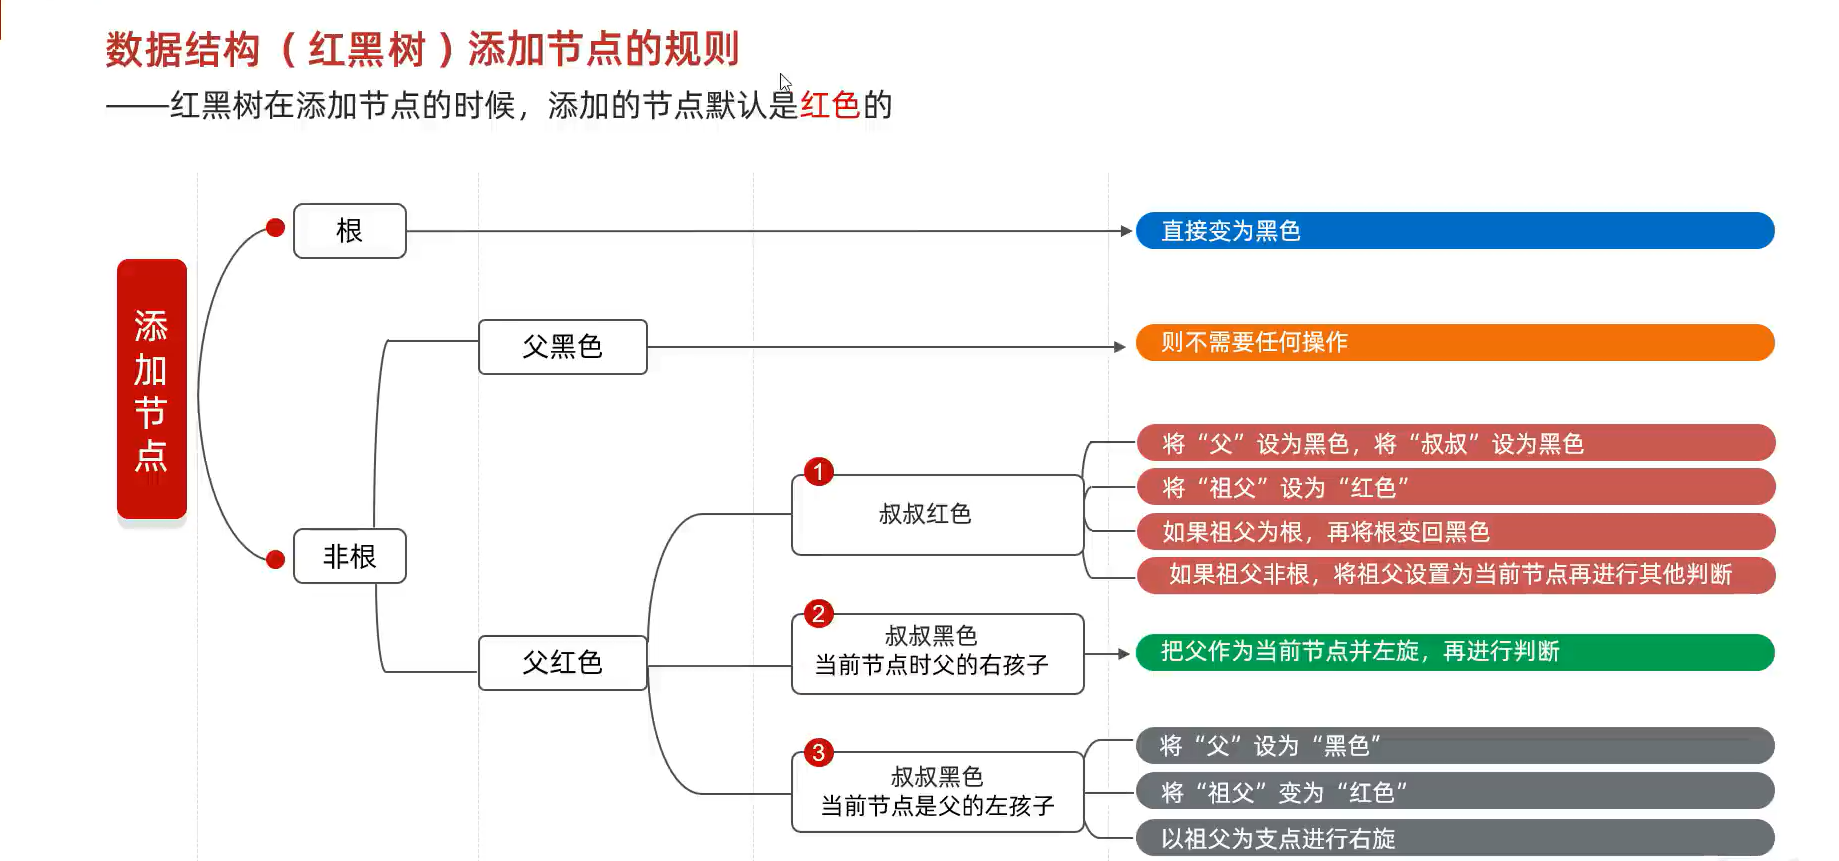 数据结构（红黑树）添加节点的规则
——红黑树在添加节点的时候，添加的节点默认是红色的
添加节点
根
直接变为黑色
非根
父黑色
则不需要任何操作
父红色
1
叔叔红色
将“父”设为黑色，将“叔叔”设为黑色
将“祖父”设为“红色”
如果祖父为根，再将根变回黑色
如果祖父非根，将祖父设置为当前节点再进行其他判断
2
叔叔黑色
当前节点时父的右孩子
把父作为当前节点并左旋，再进行判断
3
叔叔黑色
当前节点是父的左孩子
将“父”设为“黑色”
将“祖父”变为“红色”
以祖父为支点进行右旋